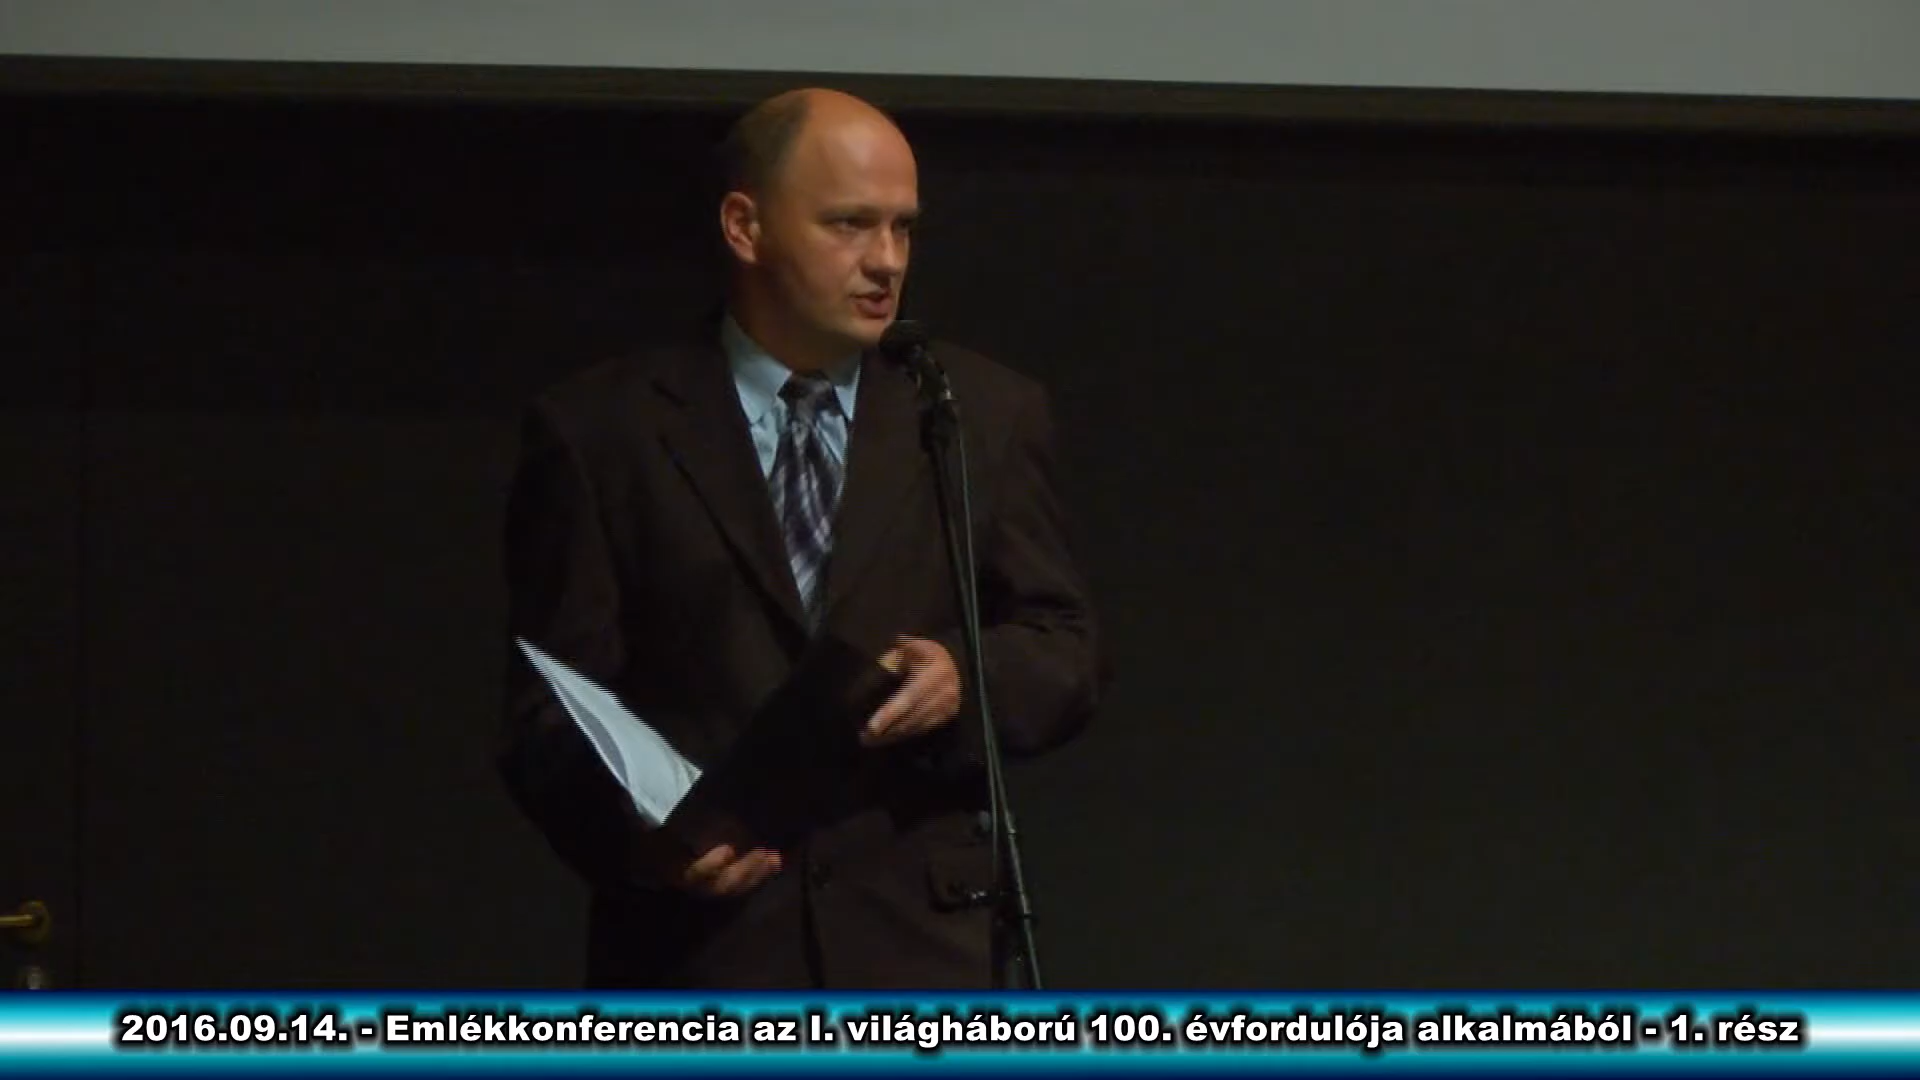 2016.09.14. - Emlékkonferencia az I. világháború 100. évfordulója alkalmából - 1. rész